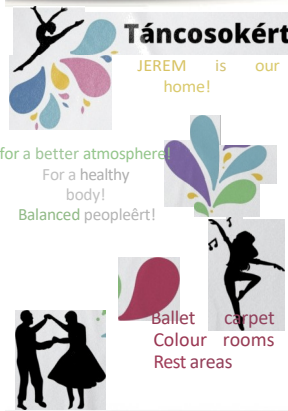 Táncosokért
JEREM is our
home!
for a better atmosphere!
For a healthy
body!
Balanced peopleêrt!
Ballet carpet
Colour rooms
Rest areas